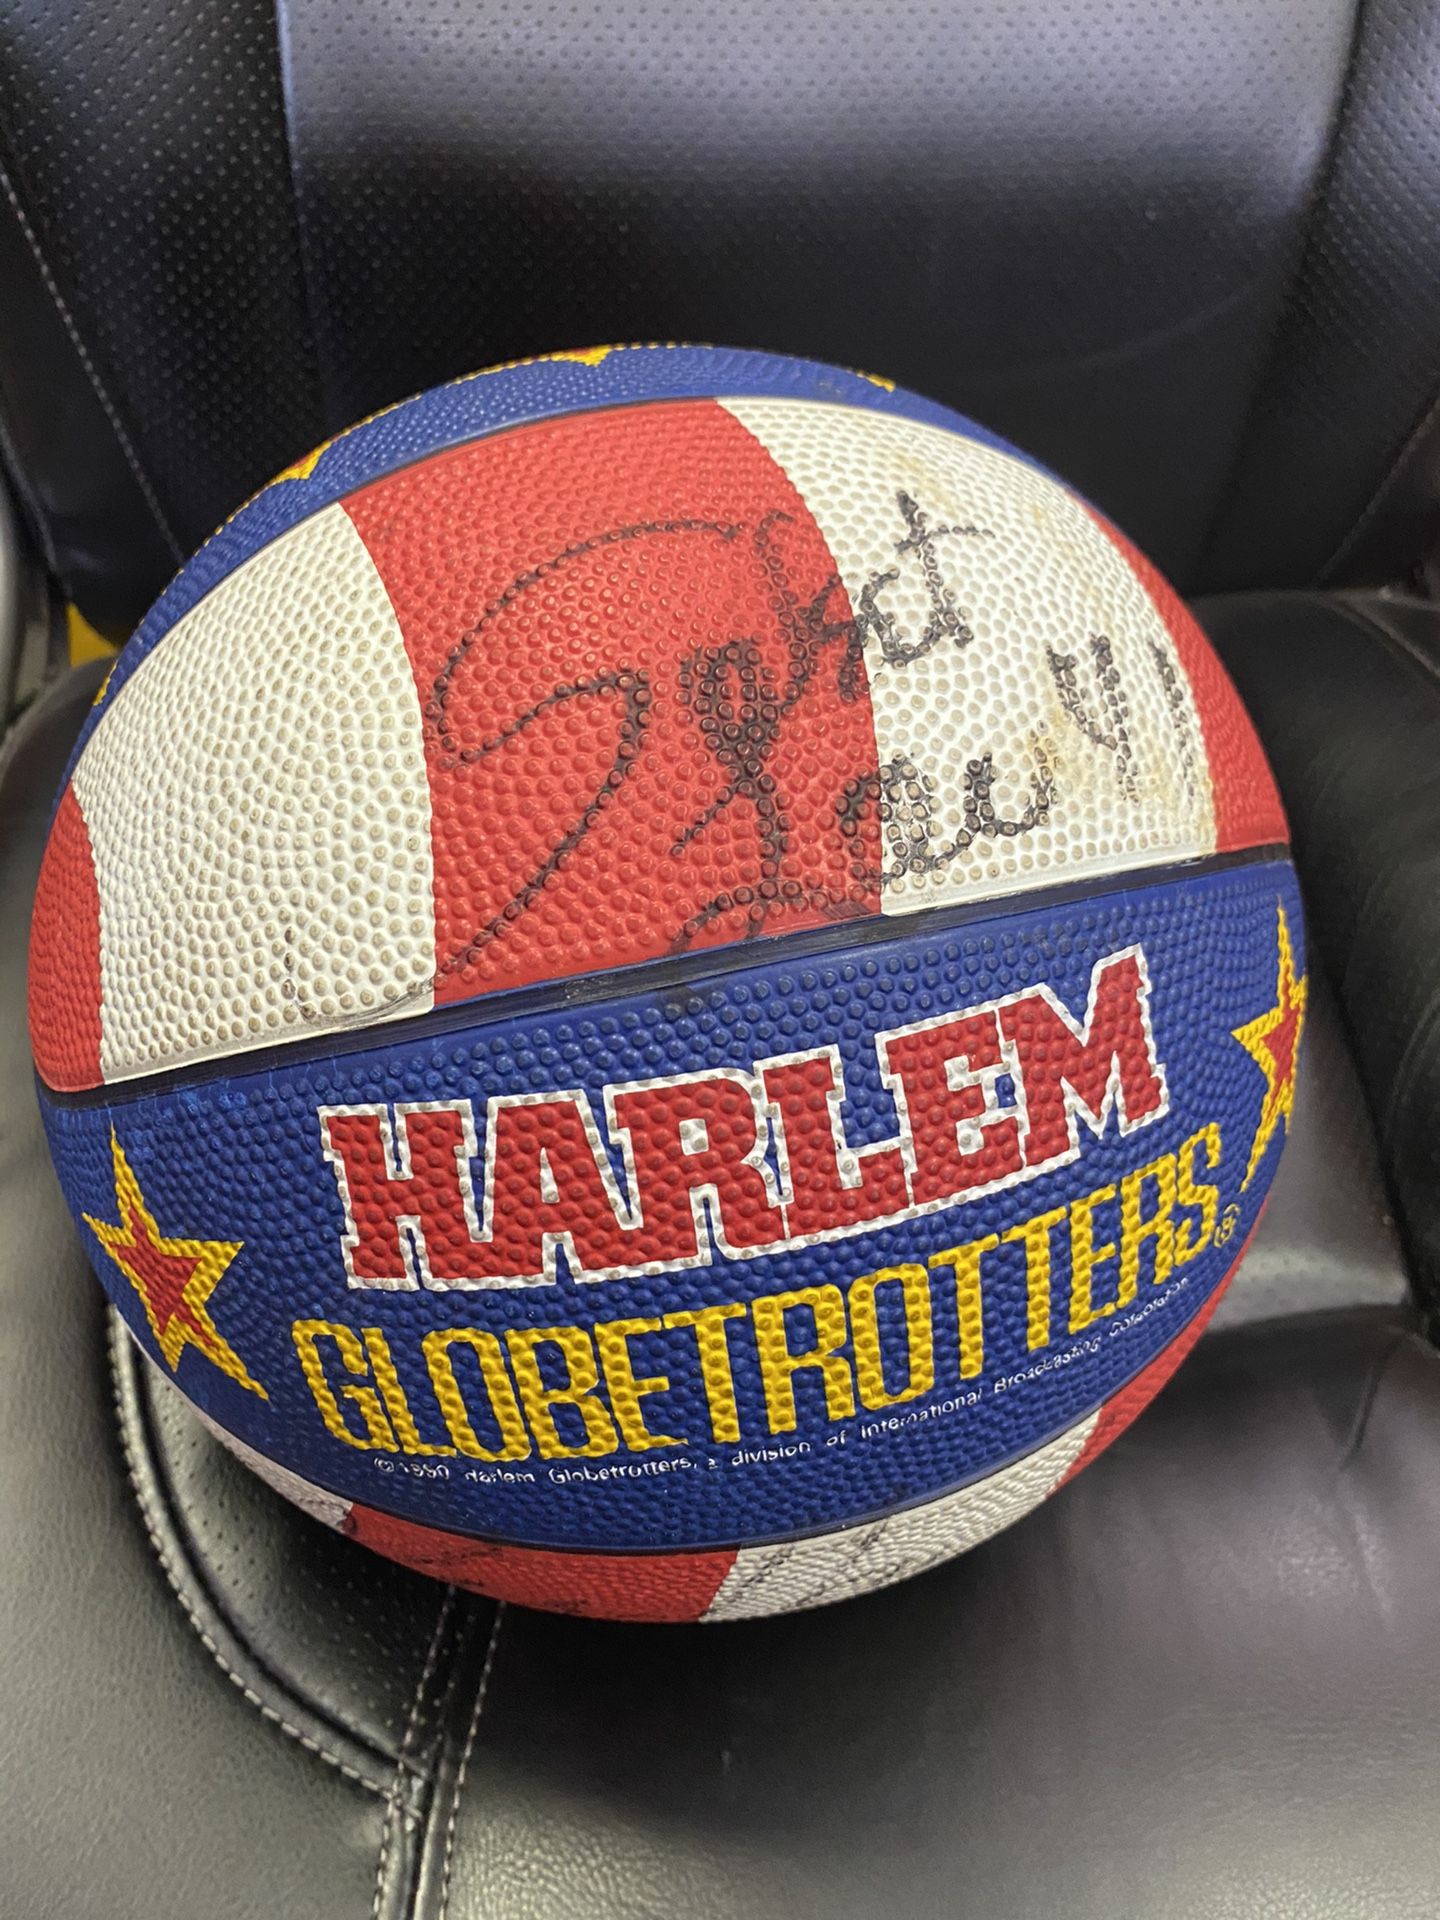 HARLEM
GLOBETROTTERS®
©1990 Harlem Globetrotters, a division of International Broadcasting Corporation